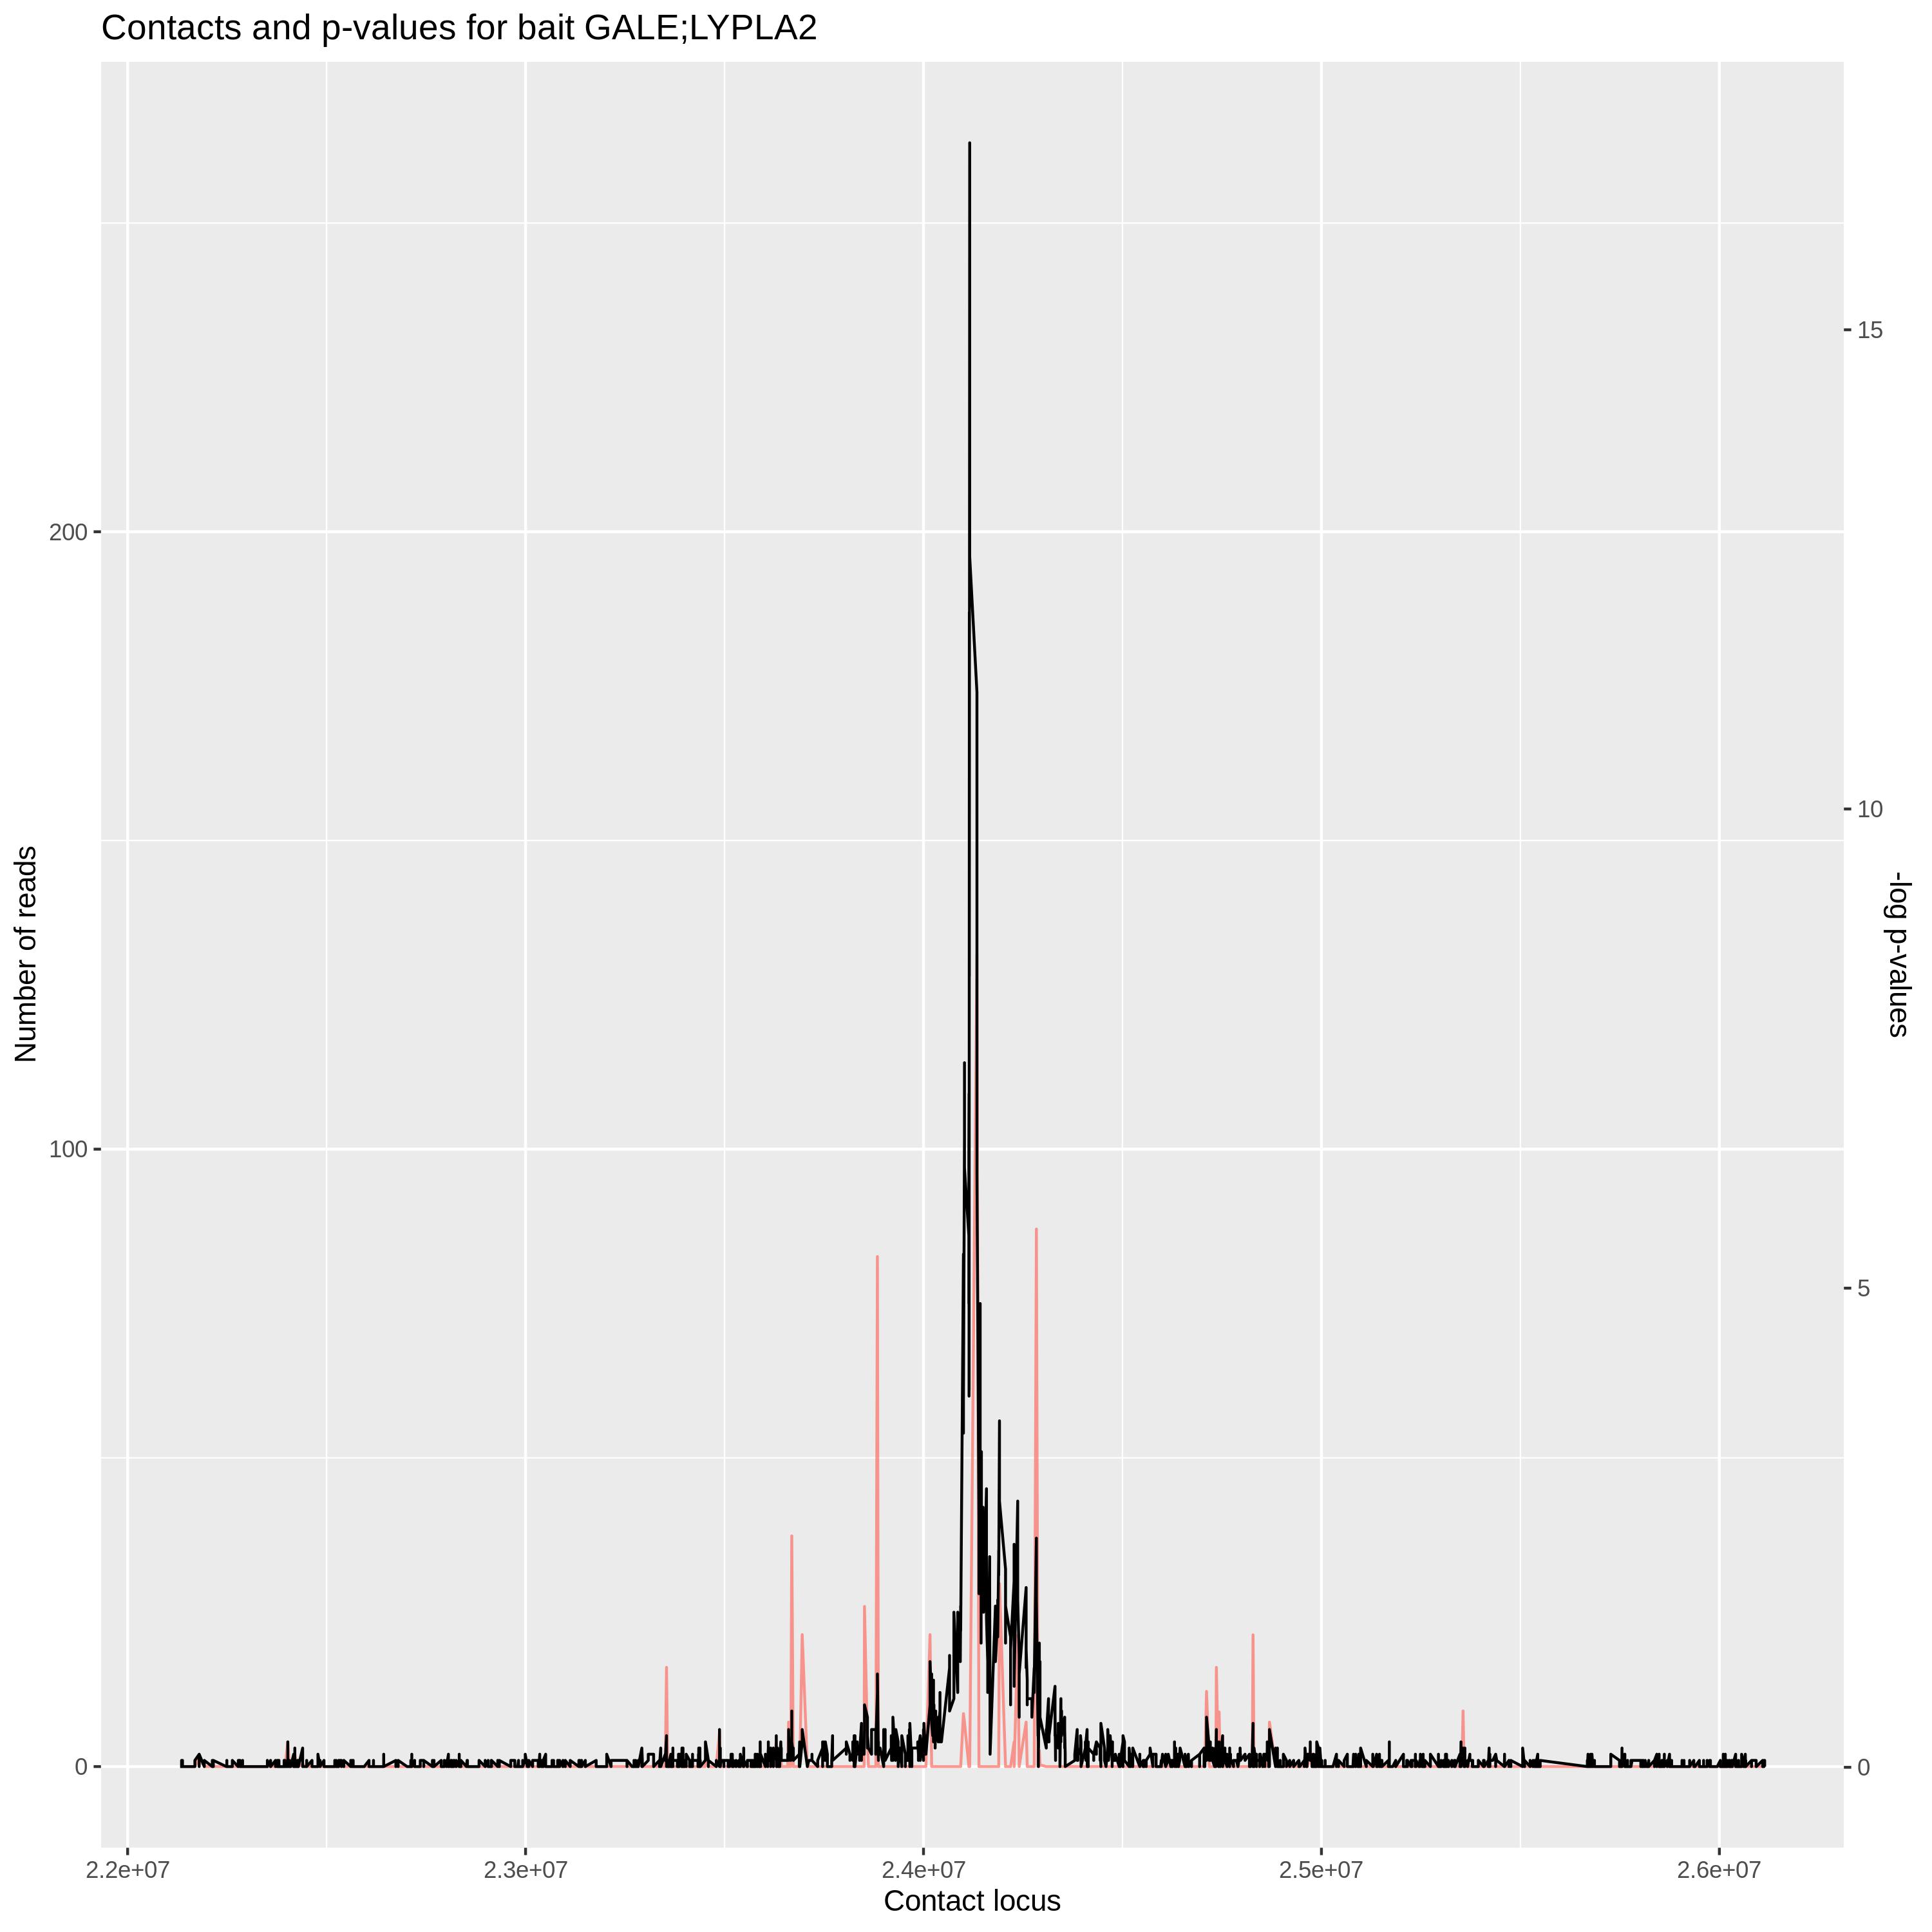 Contacts and p-values for bait GALE;LYPLA2
Number of reads
200
100
0
15
10
5
0
-log p-values
2.2e+07 2.3e+07 2.4e+07 2.5e+07 2.6e+07
Contact locus